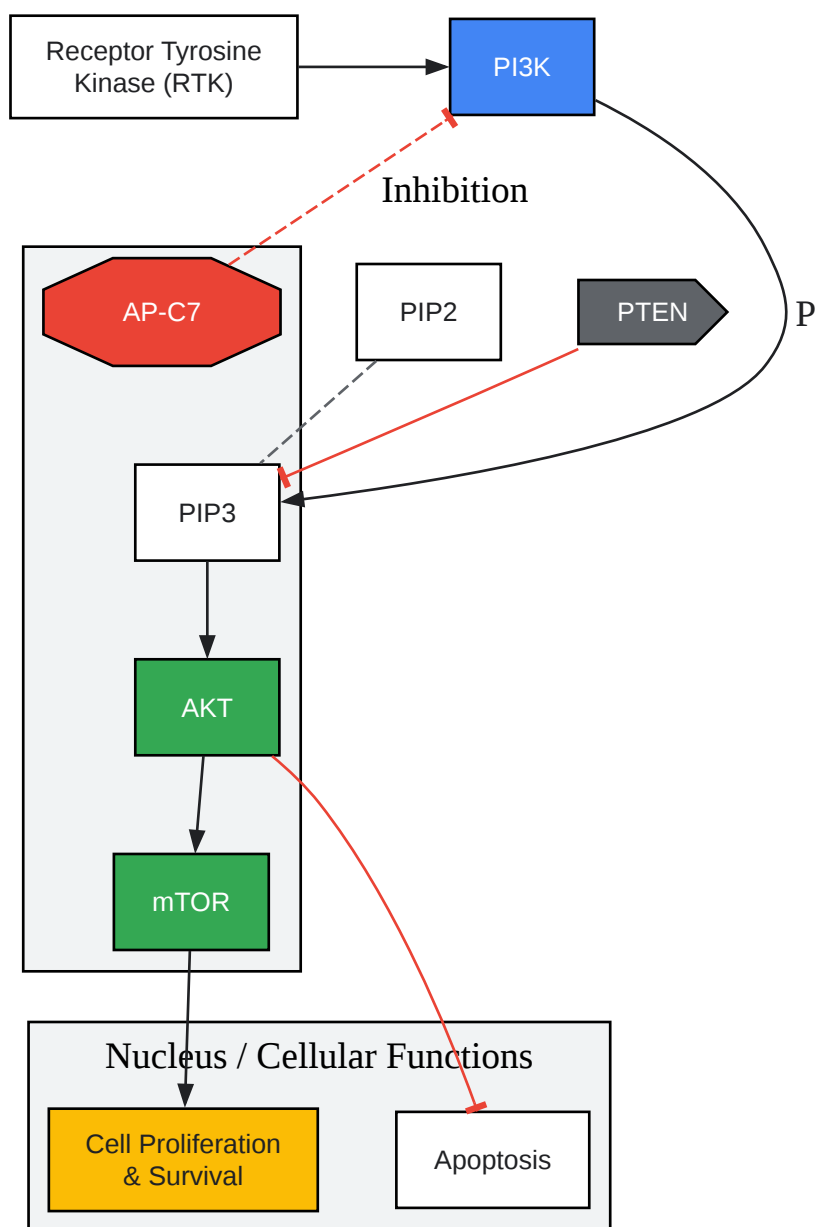 Receptor Tyrosine
Kinase (RTK)
PI3K
Inhibition
AP-C7
PIP2
PTEN
P
PIP3
AKT
mTOR
Nucleus / Cellular Functions
Cell Proliferation
& Survival
Apoptosis